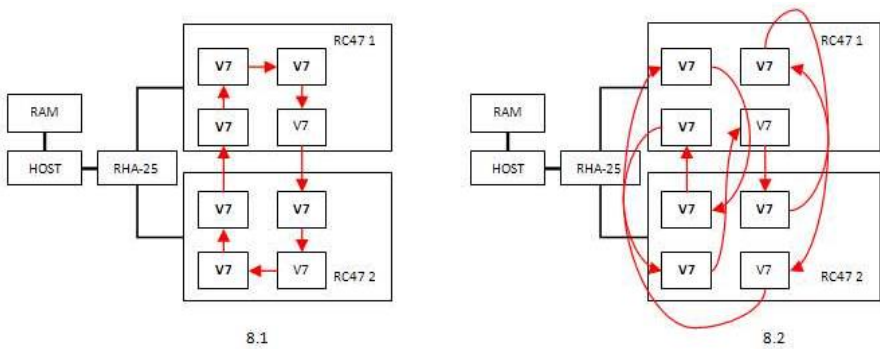 RC47 1
V7 V7
RAM
V7 V7
HOST RHA-25
V7 V7
V7 V7 RC47 2
8.1
RC47 1
V7 V7
RAM
V7 V7
HOST RHA-25
V7 V7
V7 V7
RC47 2
8.2